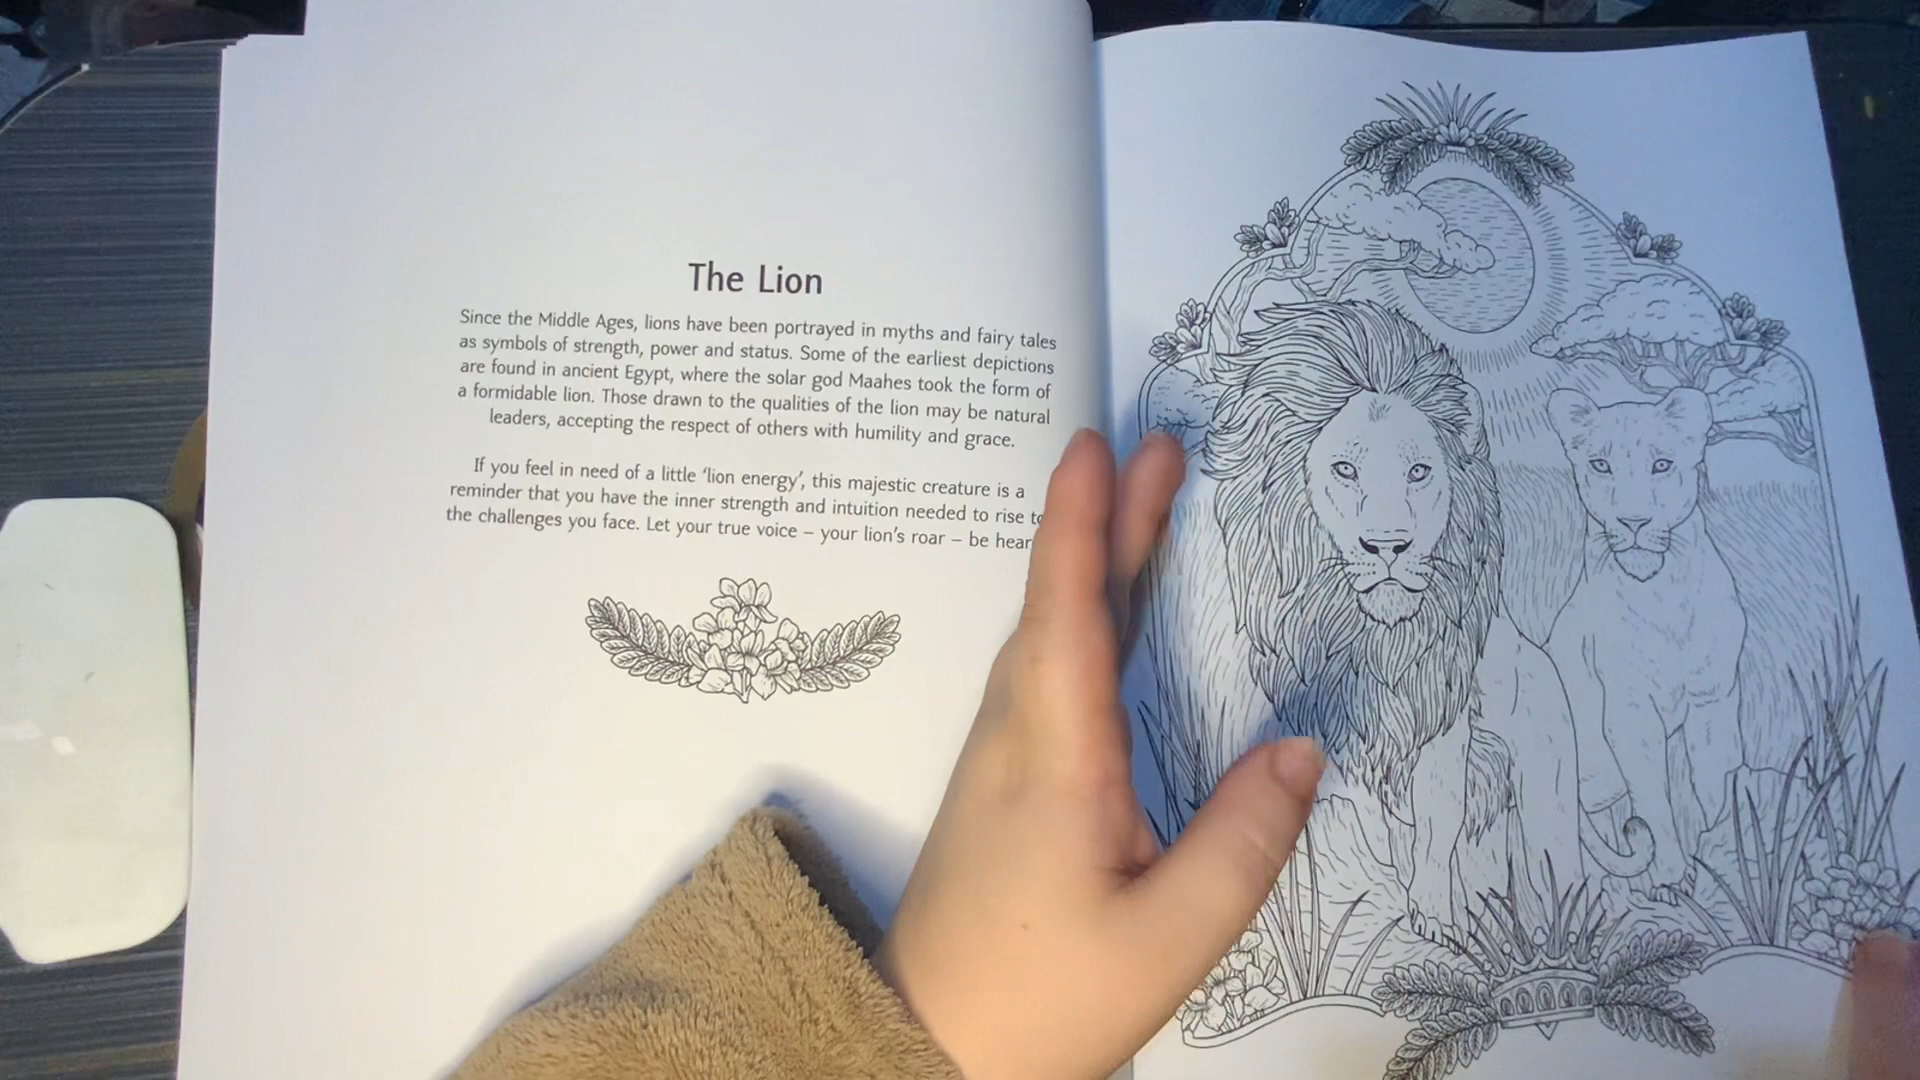 The Lion
Since the Middle Ages, lions have been portrayed in myths and fairy tales
as symbols of strength, power and status. Some of the earliest depictions
are found in ancient Egypt, where the solar god Maahes took the form of
a formidable lion. Those drawn to the qualities of the lion may be natural
leaders, accepting the respect of others with humility and grace.
If you feel in need of a little ‘lion energy’, this majestic creature is a
reminder that you have the inner strength and intuition needed to rise
the challenges you face. Let your true voice – your lion’s roar – be